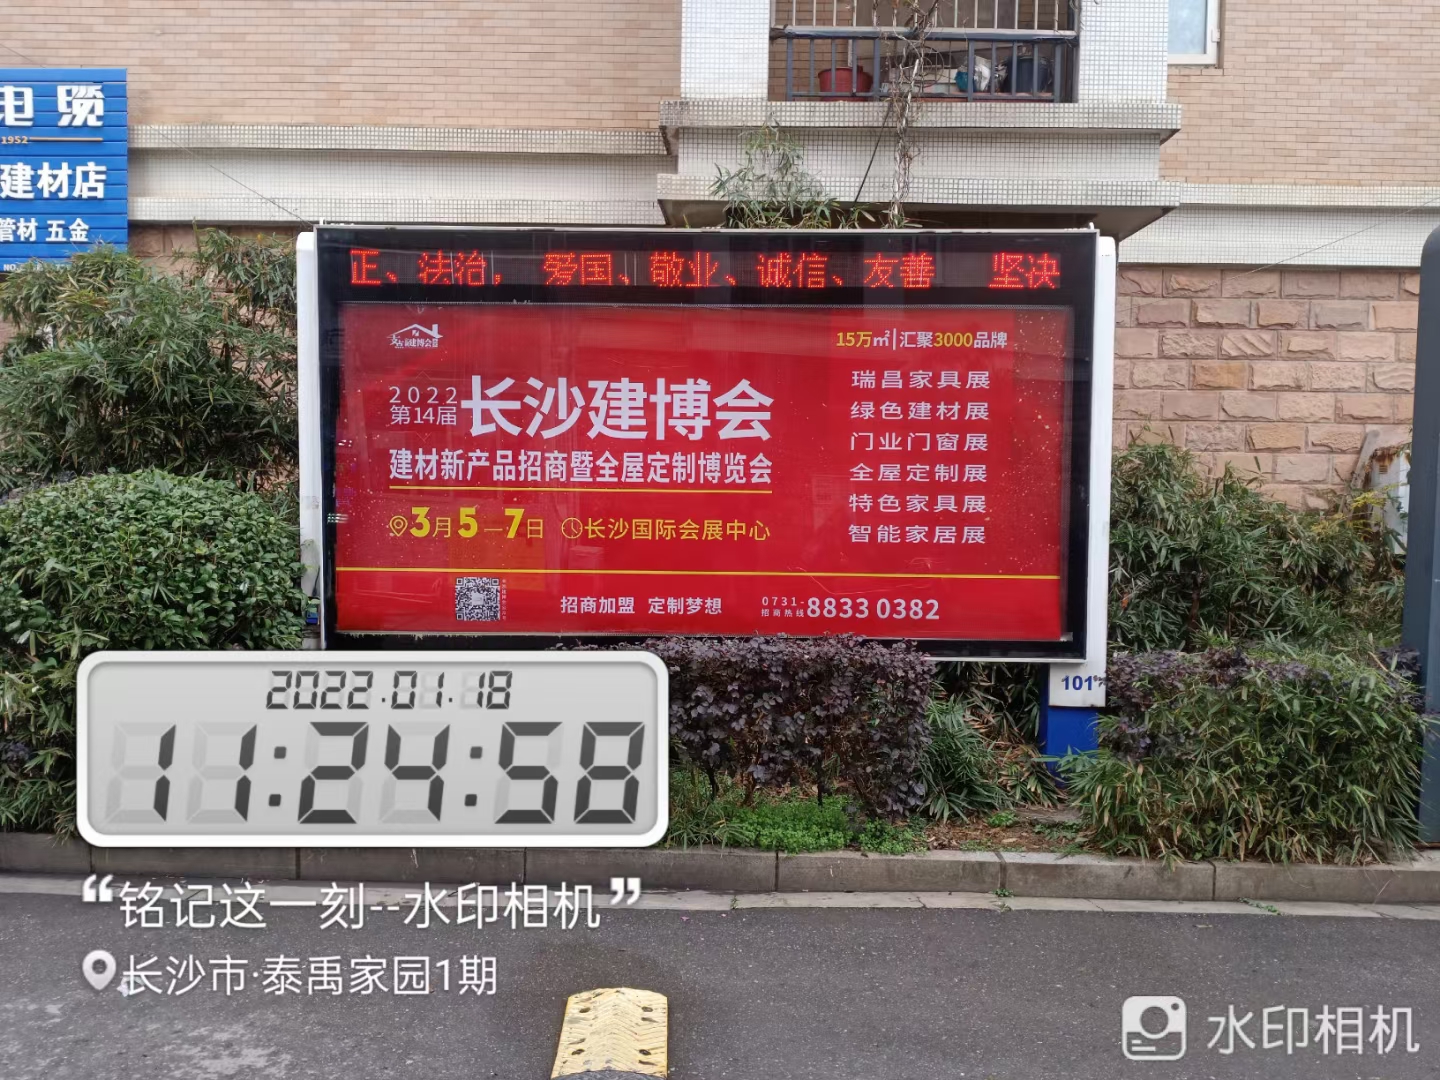 电缆
1952
建材店
管材 五金
NO.
正、法治， 爱国、敬业、诚信、友善 坚决
建博会
15万㎡|汇聚3000品牌
2022
第14届
长沙建博会
建材新产品招商暨全屋定制博览会
3月5—7日 长沙国际会展中心
瑞昌家具展
绿色建材展
门业门窗展
全屋定制展
特色家具展
智能家居展
招商加盟 定制梦想
0731-
招商热线
8833 0382
101
2022.01.18
11:24:58
“铭记这一刻--水印相机”
长沙市·泰禹家园1期
水印相机